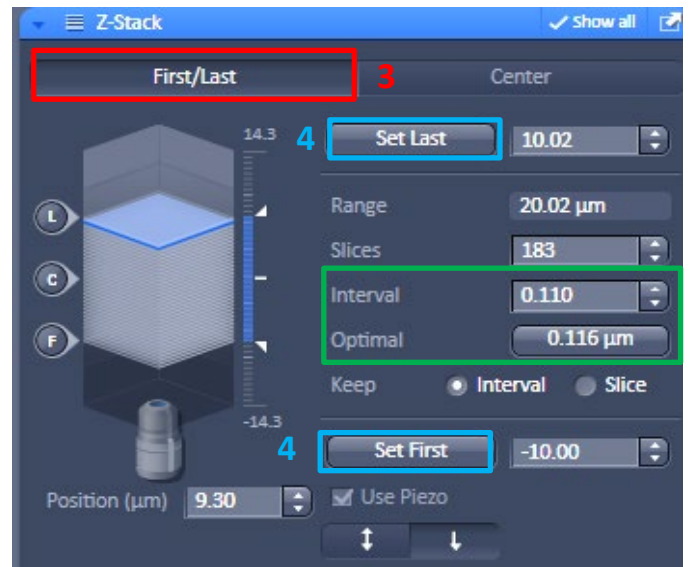 Z-Stack Show all
First/Last 3 Center
14.3 4 Set Last 10.02
L
Range 20.02 µm
Slices 183
C
Interval 0.110
F
Optimal 0.116 µm
Keep Interval Slice
-14.3
4 Set First -10.00
Position (µm) 9.30 Use Piezo